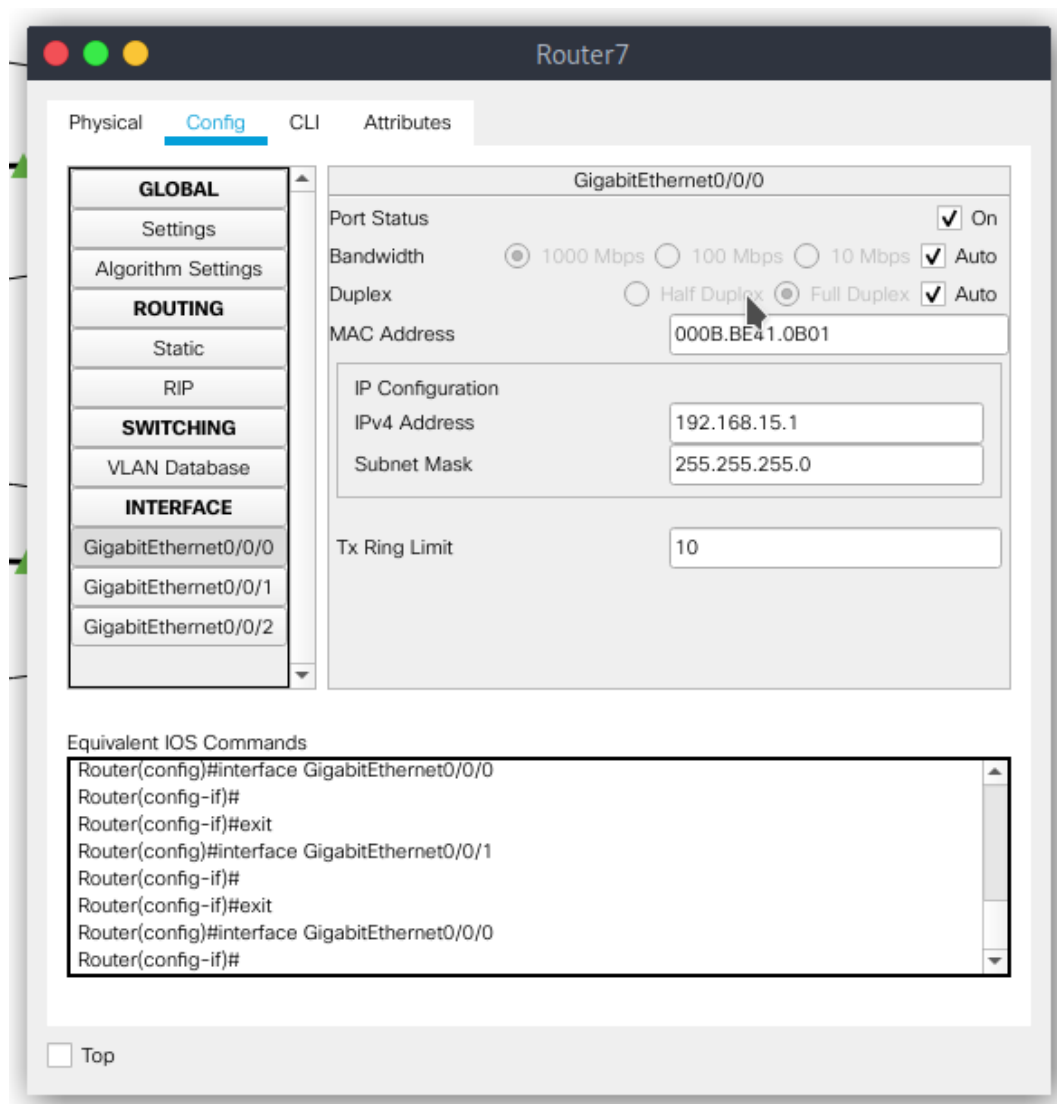 Router7
Physical Config CLI Attributes
GLOBAL
Settings
Algorithm Settings
ROUTING
Static
RIP
SWITCHING
VLAN Database
INTERFACE
GigabitEthernet0/0/0
GigabitEthernet0/0/1
GigabitEthernet0/0/2
GigabitEthernet0/0/0
Port Status On
Bandwidth 1000 Mbps 100 Mbps 10 Mbps Auto
Duplex Half Duplex Full Duplex Auto
MAC Address 000B.BE41.0B01
IP Configuration
IPv4 Address 192.168.15.1
Subnet Mask 255.255.255.0
Tx Ring Limit 10
Equivalent IOS Commands
Router(config)#interface GigabitEthernet0/0/0
Router(config-if)#
Router(config-if)#exit
Router(config)#interface GigabitEthernet0/0/1
Router(config-if)#
Router(config-if)#exit
Router(config)#interface GigabitEthernet0/0/0
Router(config-if)#
Top